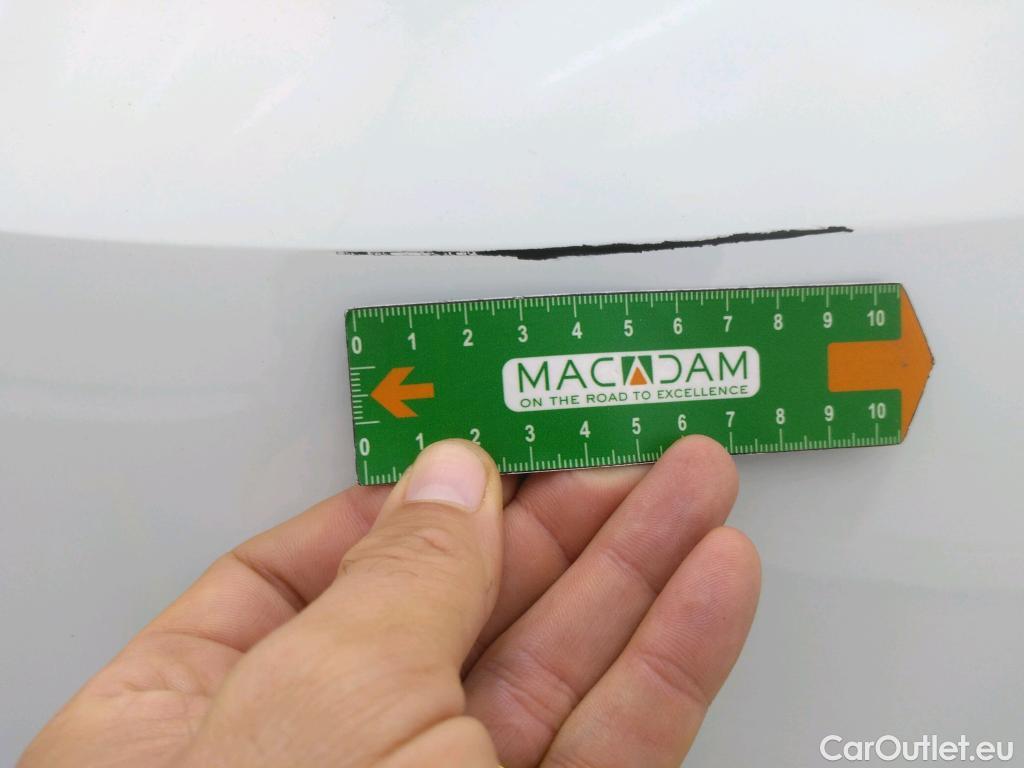 0 1 2 3 4 5 6 7 8 9 10
MACADAM
ON THE ROAD TO EXCELLENCE
0 1 2 3 4 5 6 7 8 9 10
CarOutlet.eu